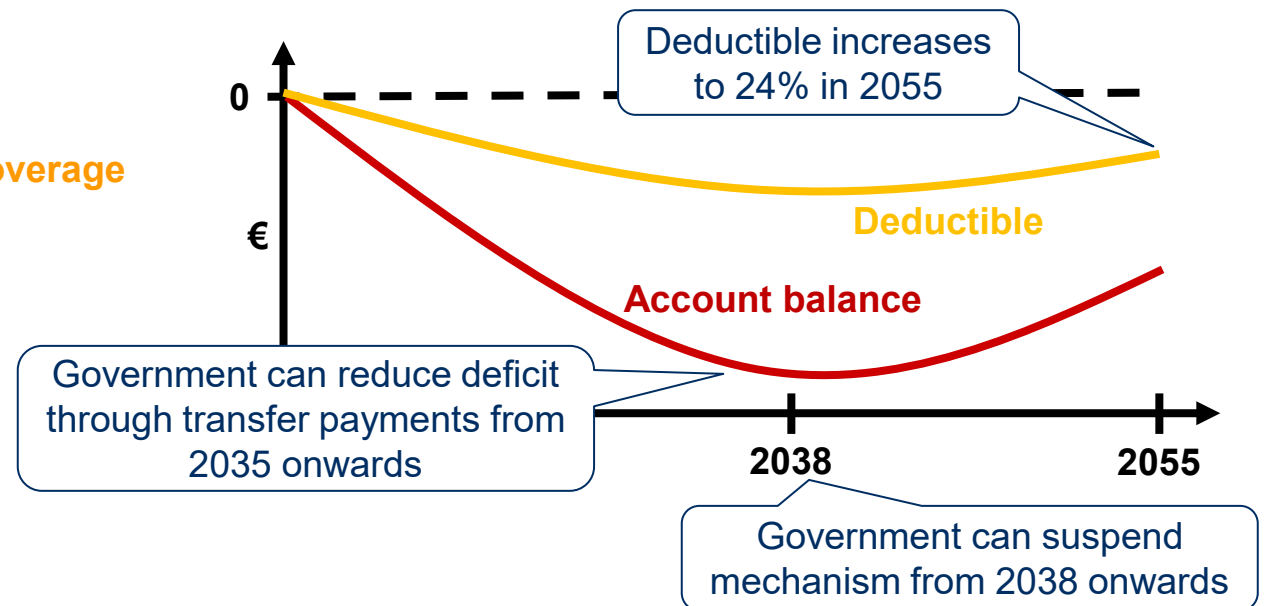 Deductible increases
to 24% in 2055
0
overage
€
Deductible
Account balance
Government can reduce deficit
through transfer payments from
2035 onwards
2038
2055
Government can suspend
mechanism from 2038 onwards